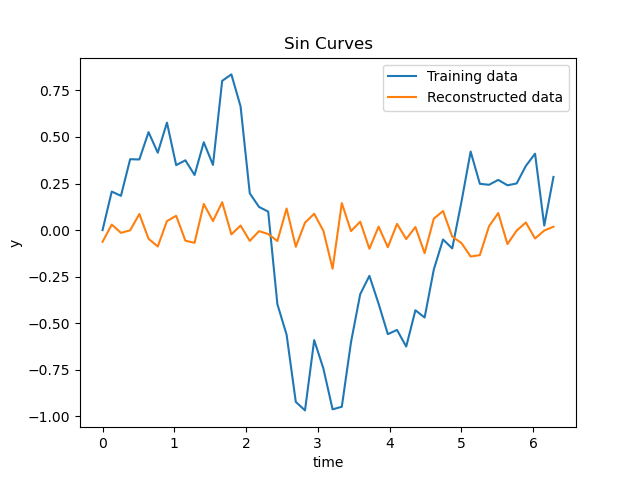 Sin Curves
Training data
Reconstructed data
0.75
0.50
0.25
0.00
−0.25
−0.50
−0.75
−1.00
y
0 1 2 3 4 5 6
time